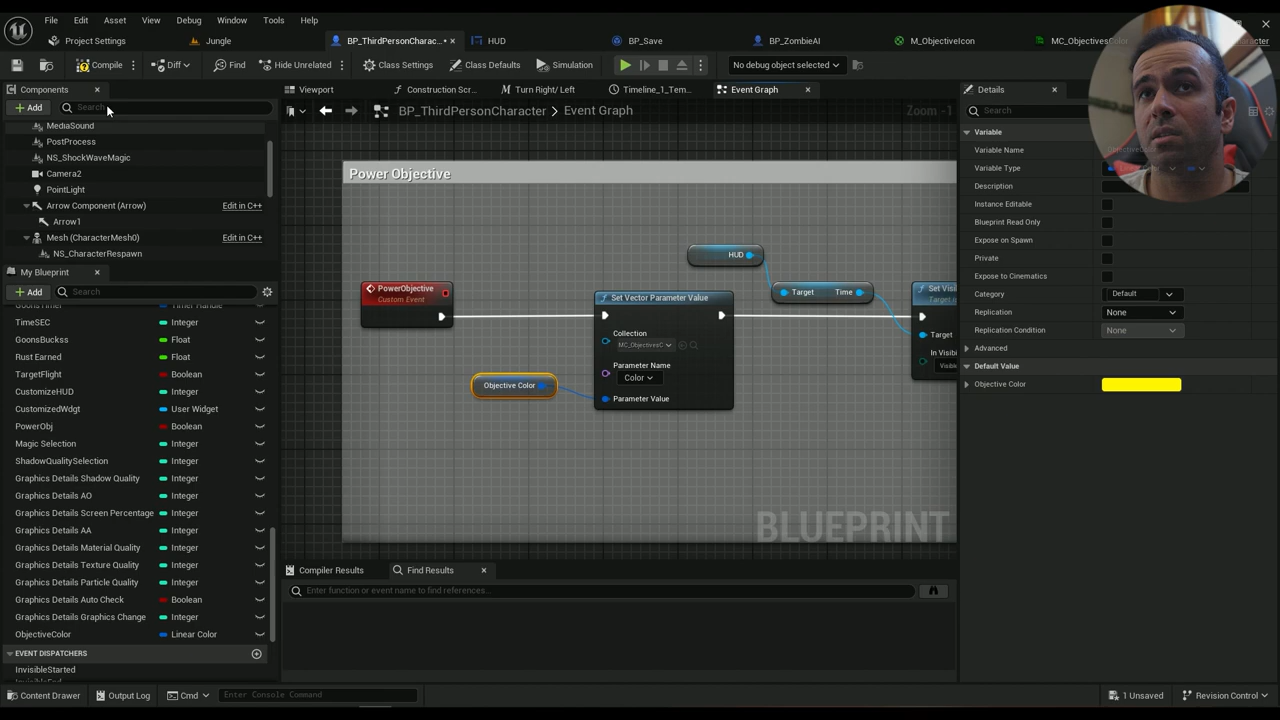 File Edit Asset View Window Debug Tools Help
Project Settings
Jungle
BP_ThirdPersonCharac...
HUD
BP_Save
BP_ZombieAI
M_ObjectiveIcon
MC_ObjectivesColor
Compile
Diff
Find
Hide Unrelated
Class Settings
Class Defaults
Simulation
No debug object selected
Components
Add
Search
MediaSound
PostProcess
NS_ShockWaveMagic
Camera2
PointLight
Arrow Component (Arrow) Edit in C++
Arrow1
Mesh (CharacterMesh0) Edit in C++
NS_CharacterRespawn
My Blueprint
Add
Search
TimeSEC Integer
GoonsBuckss Float
Rust Earned Float
TargetFlight Boolean
CustomizeHUD Integer
CustomizedWdgt User Widget
PowerObj Boolean
Magic Selection Integer
ShadowQualitySelection Integer
Graphics Details Shadow Quality Integer
Graphics Details AO Integer
Graphics Details Screen Percentage Integer
Graphics Details AA Integer
Graphics Details Material Quality Integer
Graphics Details Texture Quality Integer
Graphics Details Particle Quality Integer
Graphics Details Auto Check Boolean
Graphics Details Graphics Change Integer
ObjectiveColor Linear Color
EVENT DISPATCHERS
InvisibleStarted
Viewport
Construction Scr...
Turn Right/ Left
Timeline_1_Tem...
Event Graph
BP_ThirdPersonCharacter > Event Graph
Zoom -1
Power Objective
PowerObjective
Custom Event
Objective Color
Set Vector Parameter Value
Collection
MC_ObjectivesC
Parameter Name
Color
Parameter Value
HUD
Target Time
Set Visi
Target
Target
In Visib
Visible
BLUEPRINT
Compiler Results
Find Results
Enter function or event name to find references...
Details
Search
Variable
Variable Name
Variable Type
Description
Instance Editable
Blueprint Read Only
Expose on Spawn
Private
Expose to Cinematics
Category Default
Replication None
Replication Condition None
Advanced
Default Value
Objective Color
Content Drawer
Output Log
Cmd
Enter Console Command
1 Unsaved
Revision Control